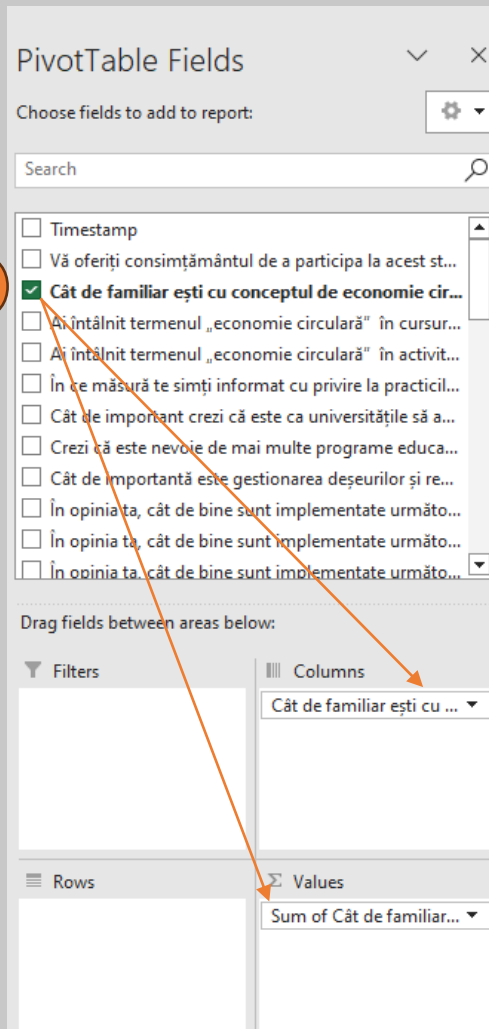 PivotTable Fields
Choose fields to add to report:
Search
Timestamp
Vă oferiți consimțământul de a participa la acest st...
Cât de familiar ești cu conceptul de economie cir...
Ai întâlnit termenul „economie circulară" în cursur...
Ai întâlnit termenul „economie circulară" în activit...
În ce măsură te simți informat cu privire la practicil...
Cât de important crezi că este ca universitățile să a...
Crezi că este nevoie de mai multe programe educa...
Cât de importantă este gestionarea deșeurilor și re...
În opinia ta, cât de bine sunt implementate următo...
În opinia ta, cât de bine sunt implementate următo...
În opinia ta, cât de bine sunt implementate următo...
Drag fields between areas below:
Filters
Columns
Cât de familiar ești cu ...
Rows
Σ Values
Sum of Cât de familiar...